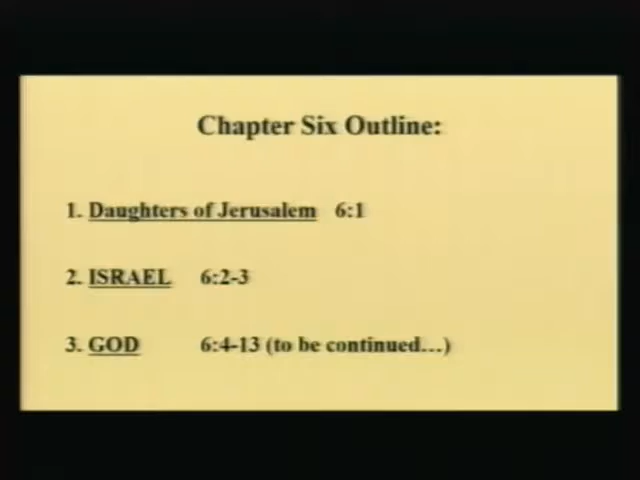 Chapter Six Outline:
1. Daughters of Jerusalem 6:1
2. ISRAEL 6:2-3
3. GOD 6:4-13 (to be continued...)